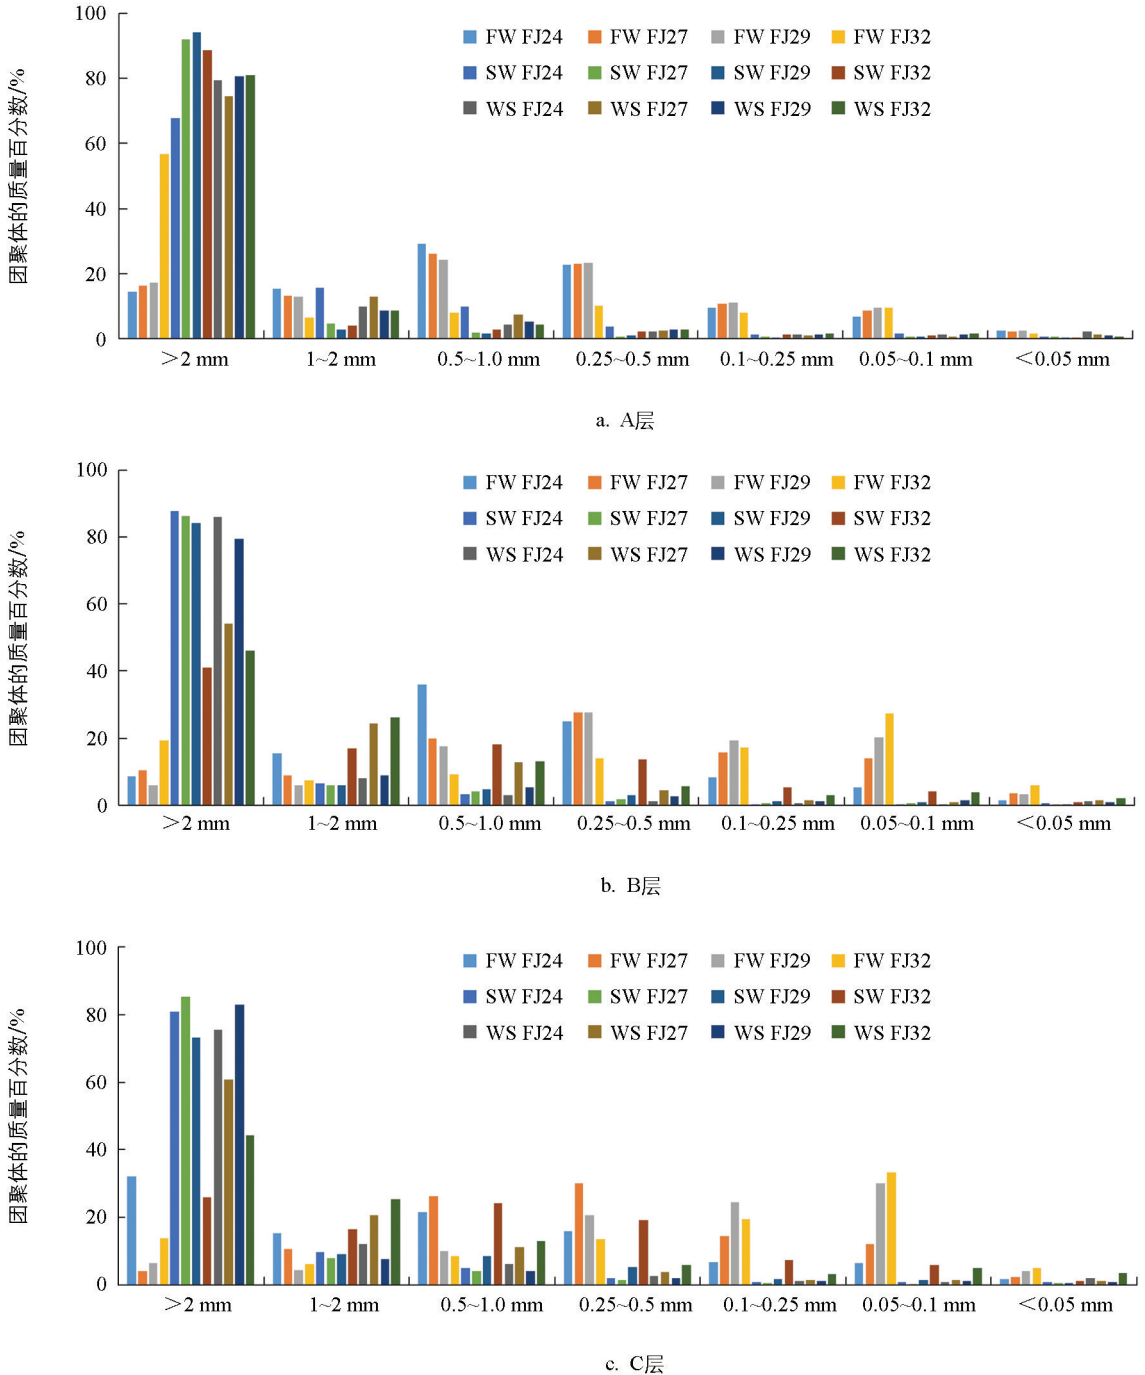 团聚体的质量百分数/%
100
80
60
40
20
0
FW FJ24 FW FJ27 FW FJ29 FW FJ32
SW FJ24 SW FJ27 SW FJ29 SW FJ32
WS FJ24 WS FJ27 WS FJ29 WS FJ32
>2 mm 1~2 mm 0.5~1.0 mm 0.25~0.5 mm 0.1~0.25 mm 0.05~0.1 mm <0.05 mm
a. A层
团聚体的质量百分数/%
100
80
60
40
20
0
FW FJ24 FW FJ27 FW FJ29 FW FJ32
SW FJ24 SW FJ27 SW FJ29 SW FJ32
WS FJ24 WS FJ27 WS FJ29 WS FJ32
>2 mm 1~2 mm 0.5~1.0 mm 0.25~0.5 mm 0.1~0.25 mm 0.05~0.1 mm <0.05 mm
b. B层
团聚体的质量百分数/%
100
80
60
40
20
0
FW FJ24 FW FJ27 FW FJ29 FW FJ32
SW FJ24 SW FJ27 SW FJ29 SW FJ32
WS FJ24 WS FJ27 WS FJ29 WS FJ32
>2 mm 1~2 mm 0.5~1.0 mm 0.25~0.5 mm 0.1~0.25 mm 0.05~0.1 mm <0.05 mm
c. C层